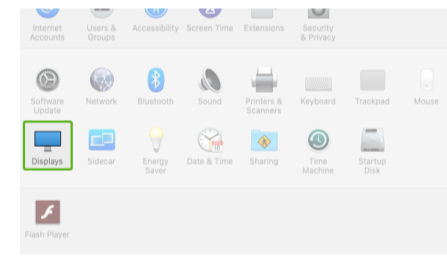 Internet Accounts
Users & Groups
Accessibility
Screen Time
Extensions
Security & Privacy
Software Update
Network
Bluetooth
Sound
Printers & Scanners
Keyboard
Trackpad
Mouse
Displays
Sidecar
Energy Saver
Date & Time
Sharing
Time Machine
Startup Disk
Flash Player